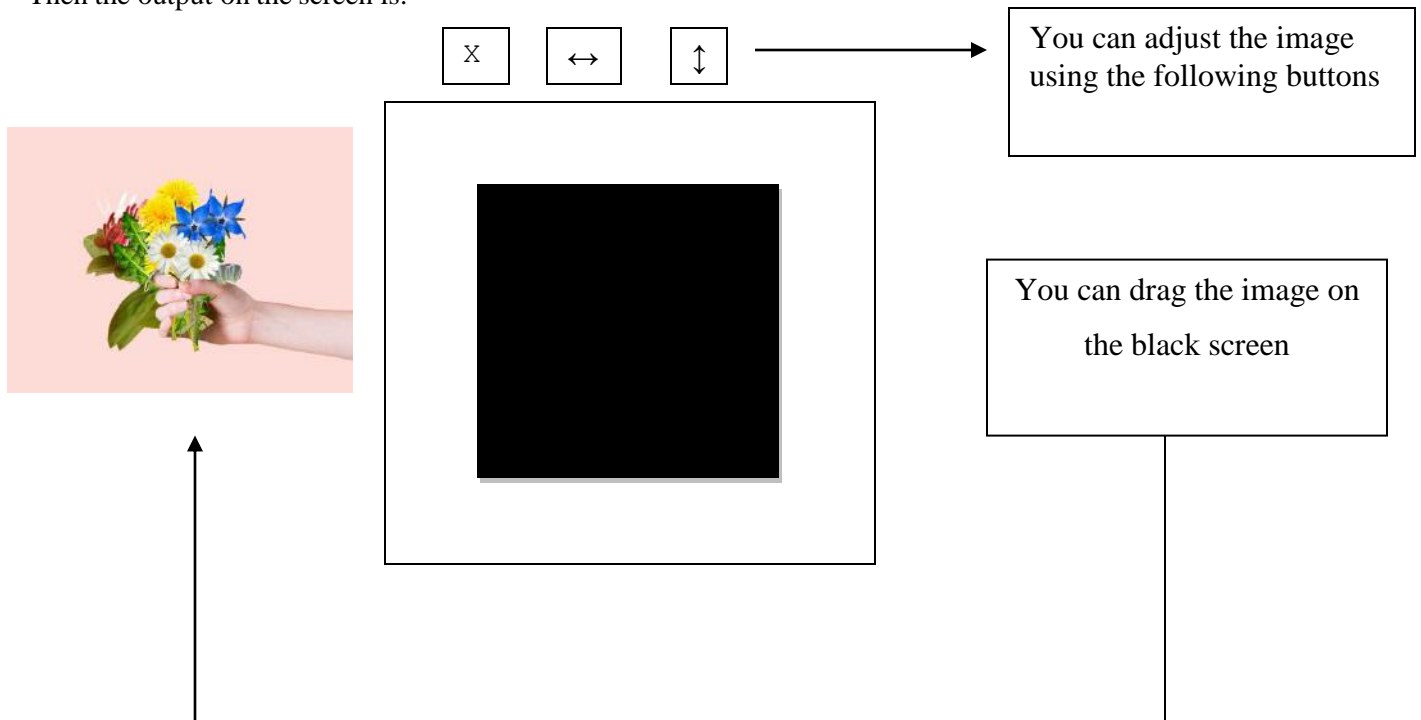 Then the output on the screen is:
X ↔ ↕
You can adjust the image
using the following buttons
You can drag the image on
the black screen